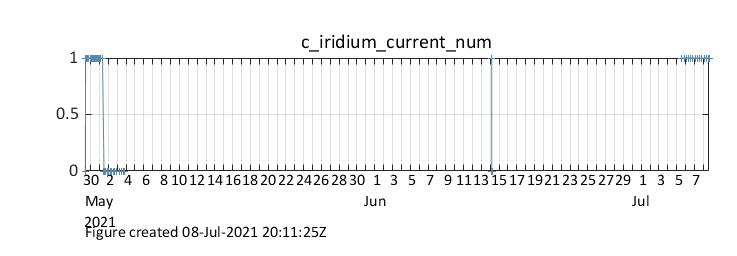 c_iridium_current_num
1
0.5
0
30 2 4 6 8 10 12 14 16 18 20 22 24 26 28 30 1 3 5 7 9 11 13 15 17 19 21 23 25 27 29 1 3 5 7
May Jun Jul
2021
Figure created 08-Jul-2021 20:11:25Z